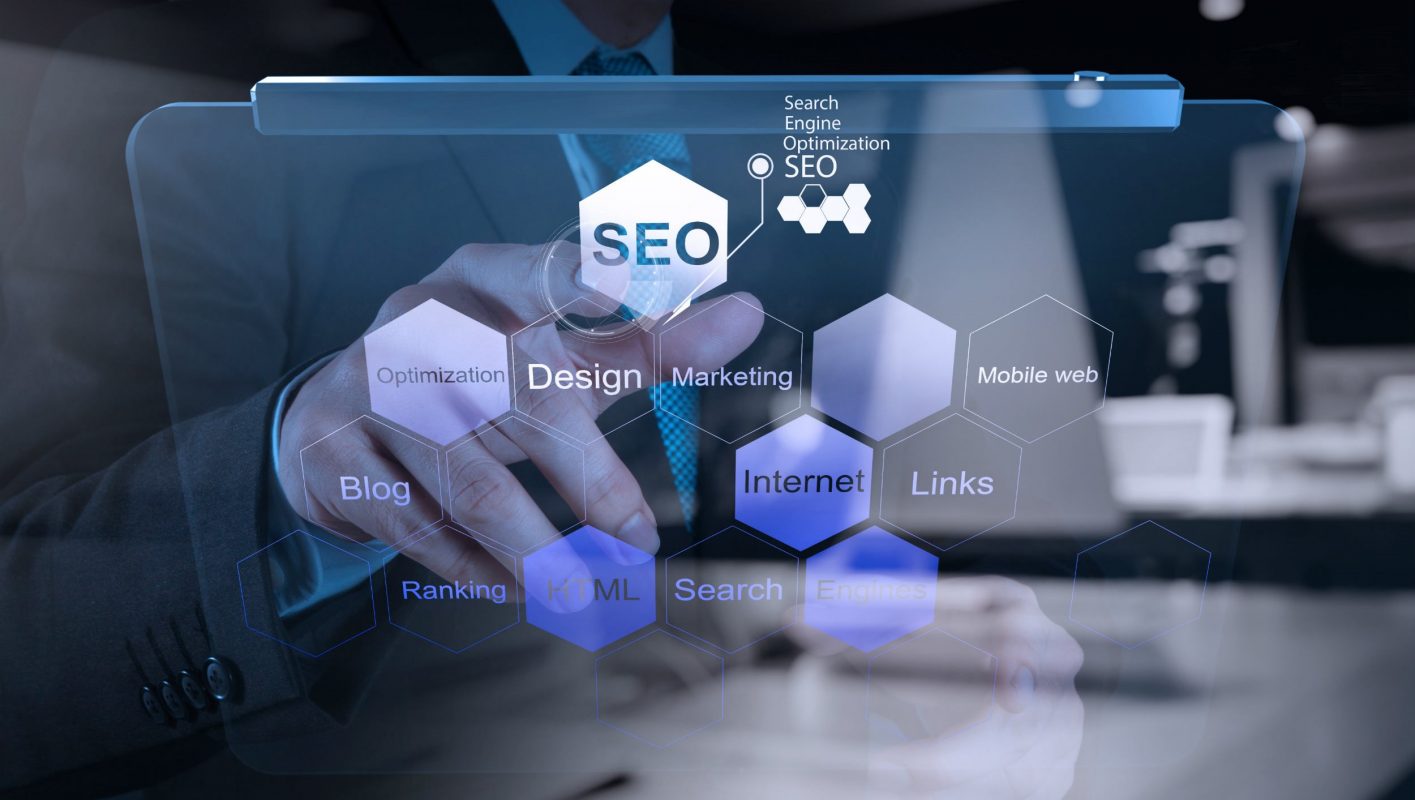 Search
Engine
Optimization
SEO
SEO
Optimization
Design
Marketing
Mobile web
Blog
Internet
Links
Ranking
HTML
Search
Engines